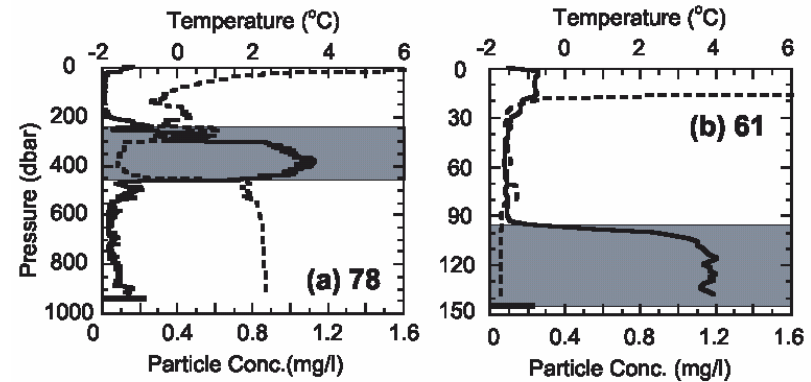 Temperature (°C)
-2 0 2 4 6
Temperature (°C)
-2 0 2 4 6
Pressure (dbar)
0
200
400
600
800
1000
(a) 78
0 0.4 0.8 1.2 1.6
Particle Conc.(mg/l)
0
30
60
90
120
150
(b) 61
0 0.4 0.8 1.2 1.6
Particle Conc. (mg/l)